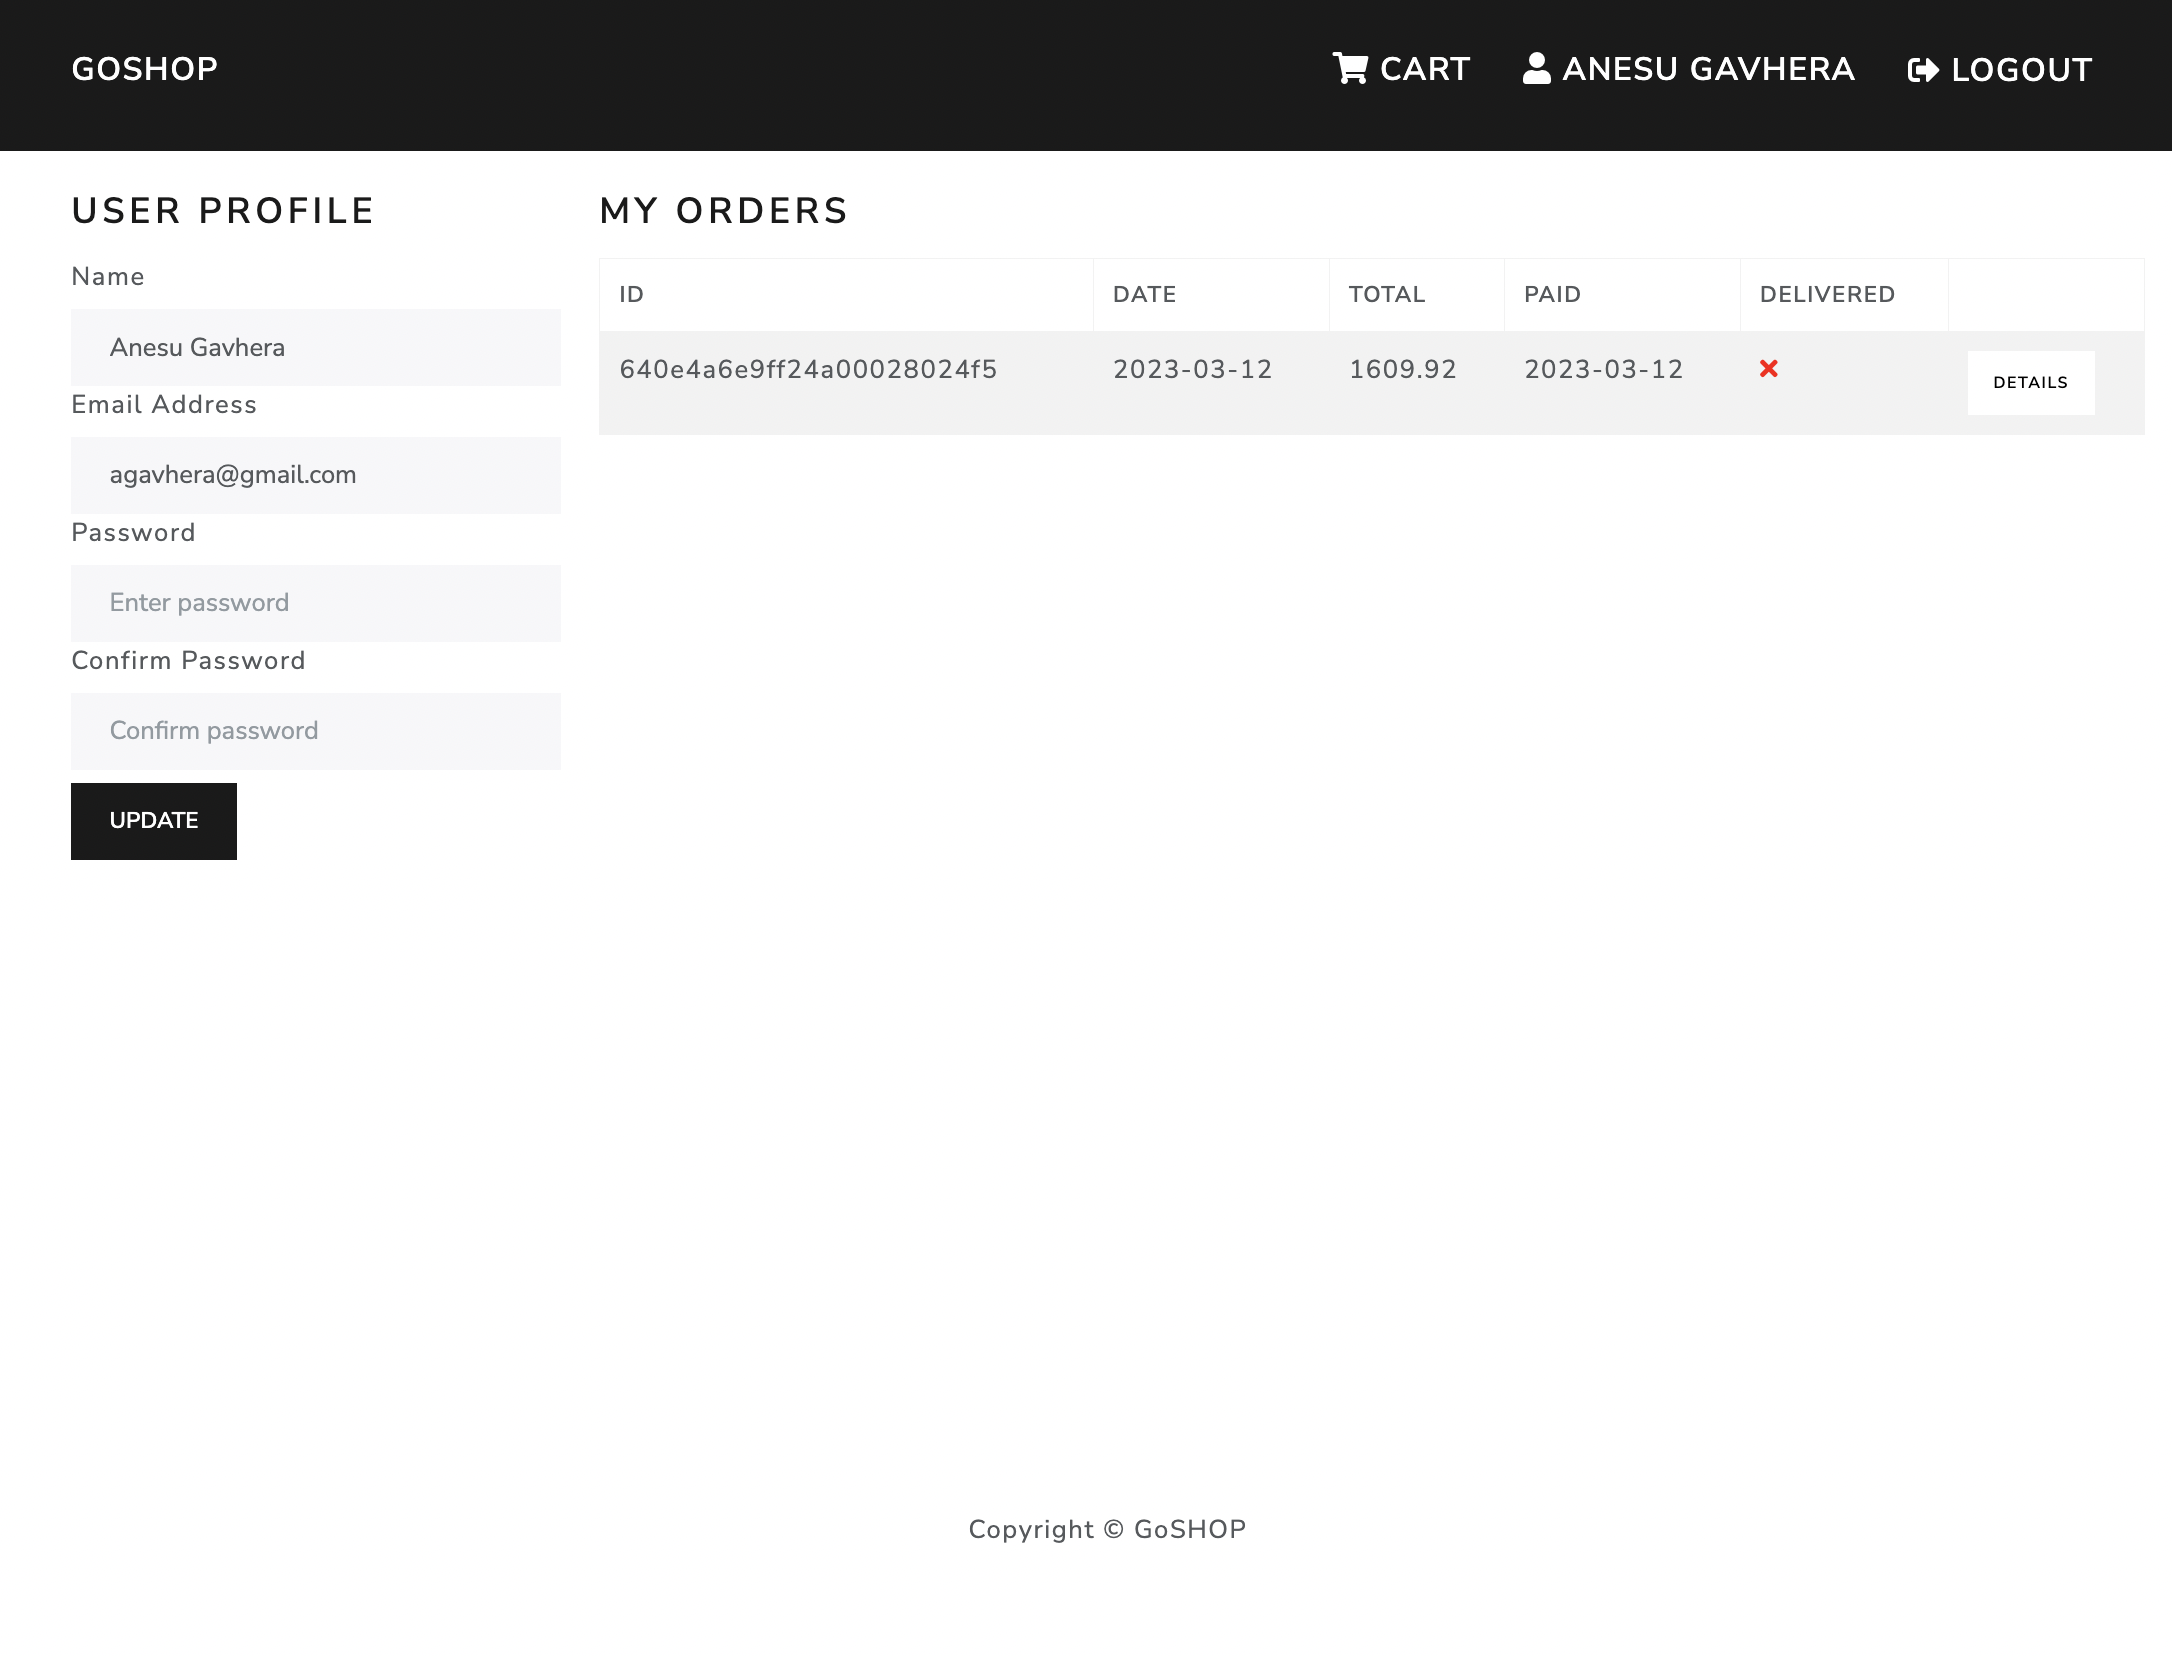 GOSHOP
CART
ANESU GAVHERA
LOGOUT
USER PROFILE
Name
Anesu Gavhera
Email Address
agavhera@gmail.com
Password
Enter password
Confirm Password
Confirm password
UPDATE
MY ORDERS
ID DATE TOTAL PAID DELIVERED
640e4a6e9ff24a00028024f5 2023-03-12 1609.92 2023-03-12 DETAILS
Copyright © GoSHOP